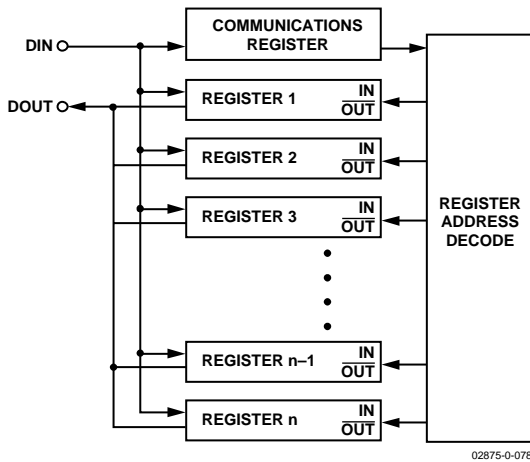 COMMUNICATIONS
REGISTER
DIN
DOUT
REGISTER 1
IN
OUT
REGISTER 2
IN
OUT
REGISTER 3
IN
OUT
REGISTER
ADDRESS
DECODE
REGISTER n–1
IN
OUT
REGISTER n
IN
OUT